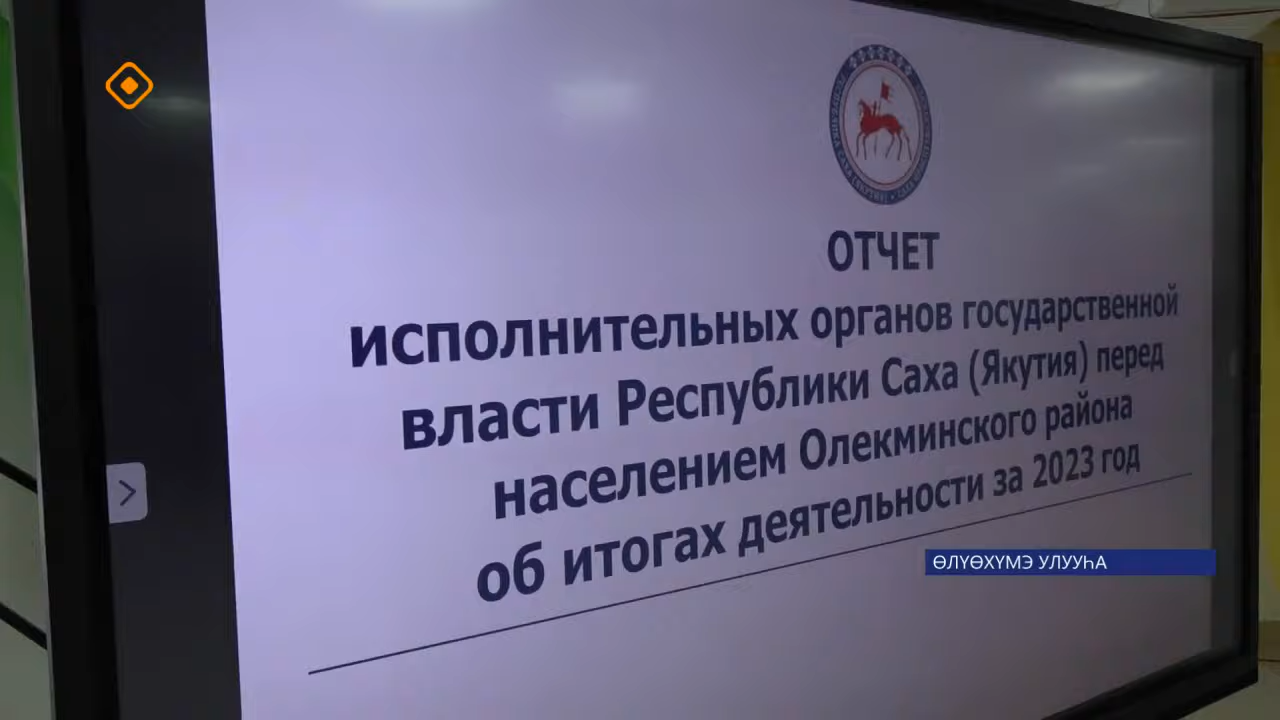 ОТЧЕТ
исполнительных органов государственной
власти Республики Саха (Якутия) перед
населением Олекминского района
об итогах деятельности за 2023 год
ӨЛҮӨХҮМЭ УЛУУҺА